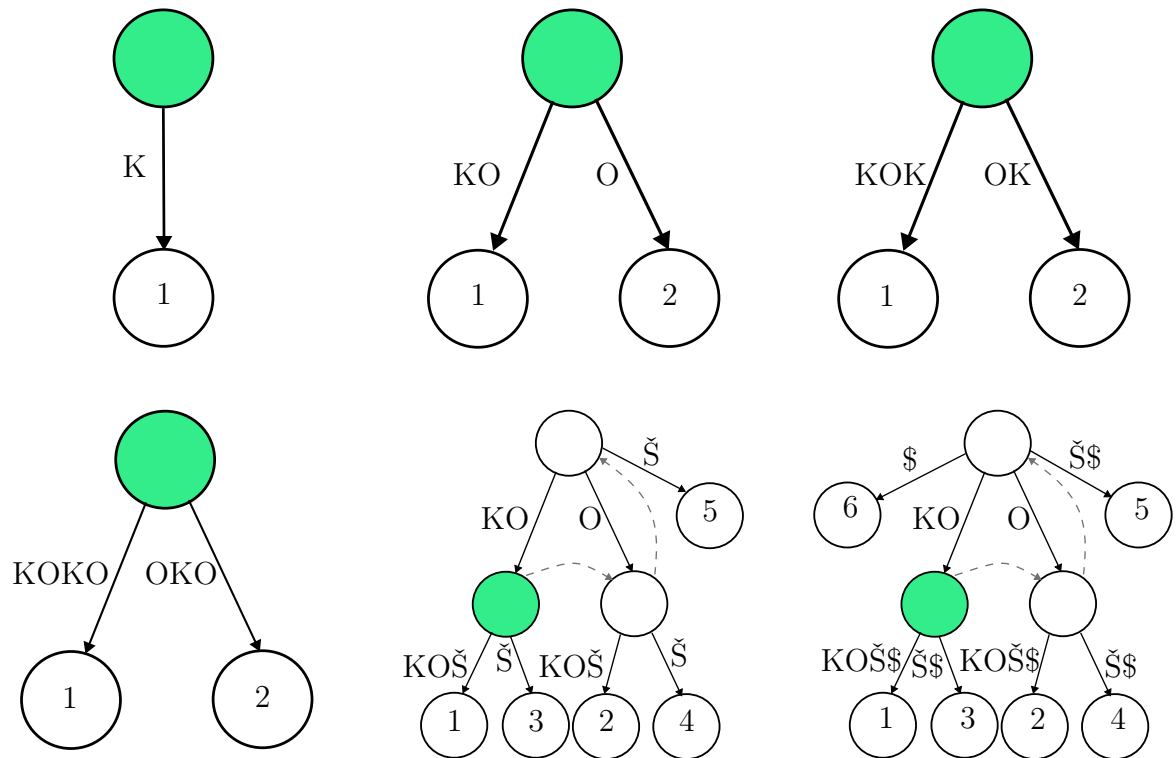 K
1
KO O
1 2
KOK OK
1 2
KOKO OKO
1 2
Š
5
KO O
KOŠ Š KOŠ Š
1 3 2 4
$ Š$
6 5
KO O
KOŠ$ Š$ KOŠ$ Š$
1 3 2 4